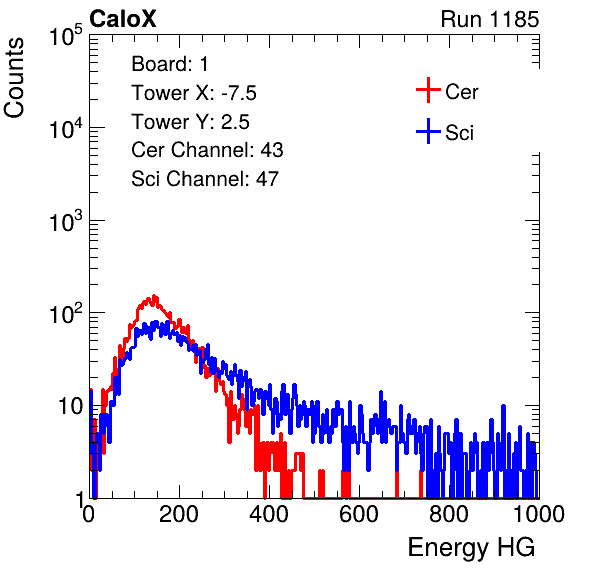 CaloX Run 1185
Board: 1
Tower X: -7.5
Tower Y: 2.5
Cer Channel: 43
Sci Channel: 47
Cer
Sci
Counts
10^5
10^4
10^3
10^2
10
1
0 200 400 600 800 1000
Energy HG